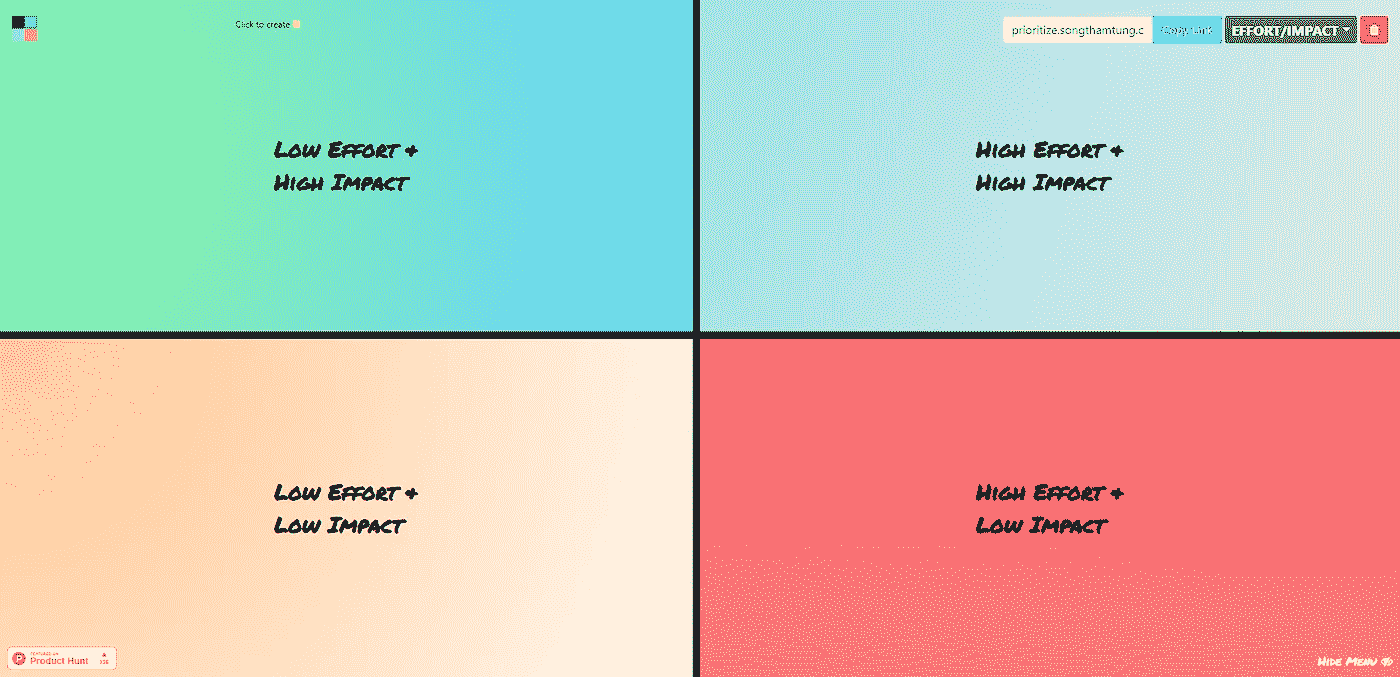 Click to create
prioritize.songthamtung.c
Copy Link
EFFORT/IMPACT
Low Effort &
High Impact
High Effort &
High Impact
Low Effort &
Low Impact
High Effort &
Low Impact
FEATURED ON
Product Hunt
Hide Menu